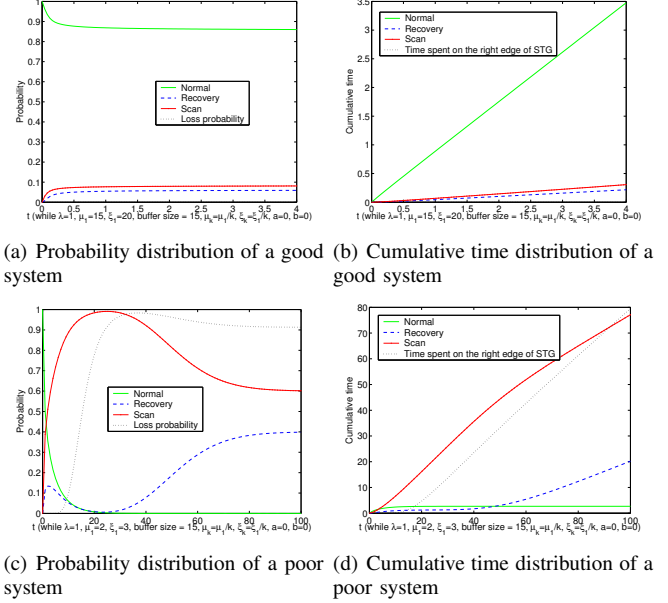 1
0.9
0.8
0.7
0.6
0.5
0.4
0.3
0.2
0.1
0
Probability
Normal
Recovery
Scan
Loss probability
0 0.5 1 1.5 2 2.5 3 3.5 4
t (while λ=1, μ₁=15, ξ₁=20, buffer size = 15, μₖ=μ₁/k, ξₖ=ξ₁/k, a=0, b=0)
3.5
3
2.5
2
1.5
1
0.5
0
Cumulative time
Normal
Recovery
Scan
Time spent on the right edge of STG
0 0.5 1 1.5 2 2.5 3 3.5 4
t (while λ=1, μ₁=15, ξ₁=20, buffer size = 15, μₖ=μ₁/k, ξₖ=ξ₁/k, a=0, b=0)
(a) Probability distribution of a good
system
(b) Cumulative time distribution of a
good system
1
0.9
0.8
0.7
0.6
0.5
0.4
0.3
0.2
0.1
0
Probability
Normal
Recovery
Scan
Loss probability
0 20 40 60 80 100
t (while λ=1, μ₁=2, ξ₁=3, buffer size = 15, μₖ=μ₁/k, ξₖ=ξ₁/k, a=0, b=0)
80
70
60
50
40
30
20
10
0
Cumulative time
Normal
Recovery
Scan
Time spent on the right edge of STG
0 20 40 60 80 100
t (while λ=1, μ₁=2, ξ₁=3, buffer size = 15, μₖ=μ₁/k, ξₖ=ξ₁/k, a=0, b=0)
(c) Probability distribution of a poor
system
(d) Cumulative time distribution of a
poor system